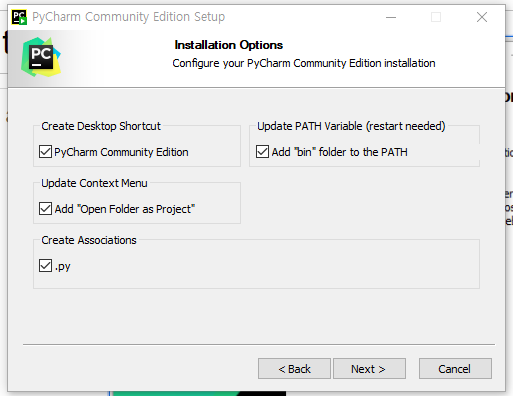 PyCharm Community Edition Setup
PC
Installation Options
Configure your PyCharm Community Edition installation
Create Desktop Shortcut
PyCharm Community Edition
Update PATH Variable (restart needed)
Add "bin" folder to the PATH
Update Context Menu
Add "Open Folder as Project"
Create Associations
.py
< Back
Next >
Cancel